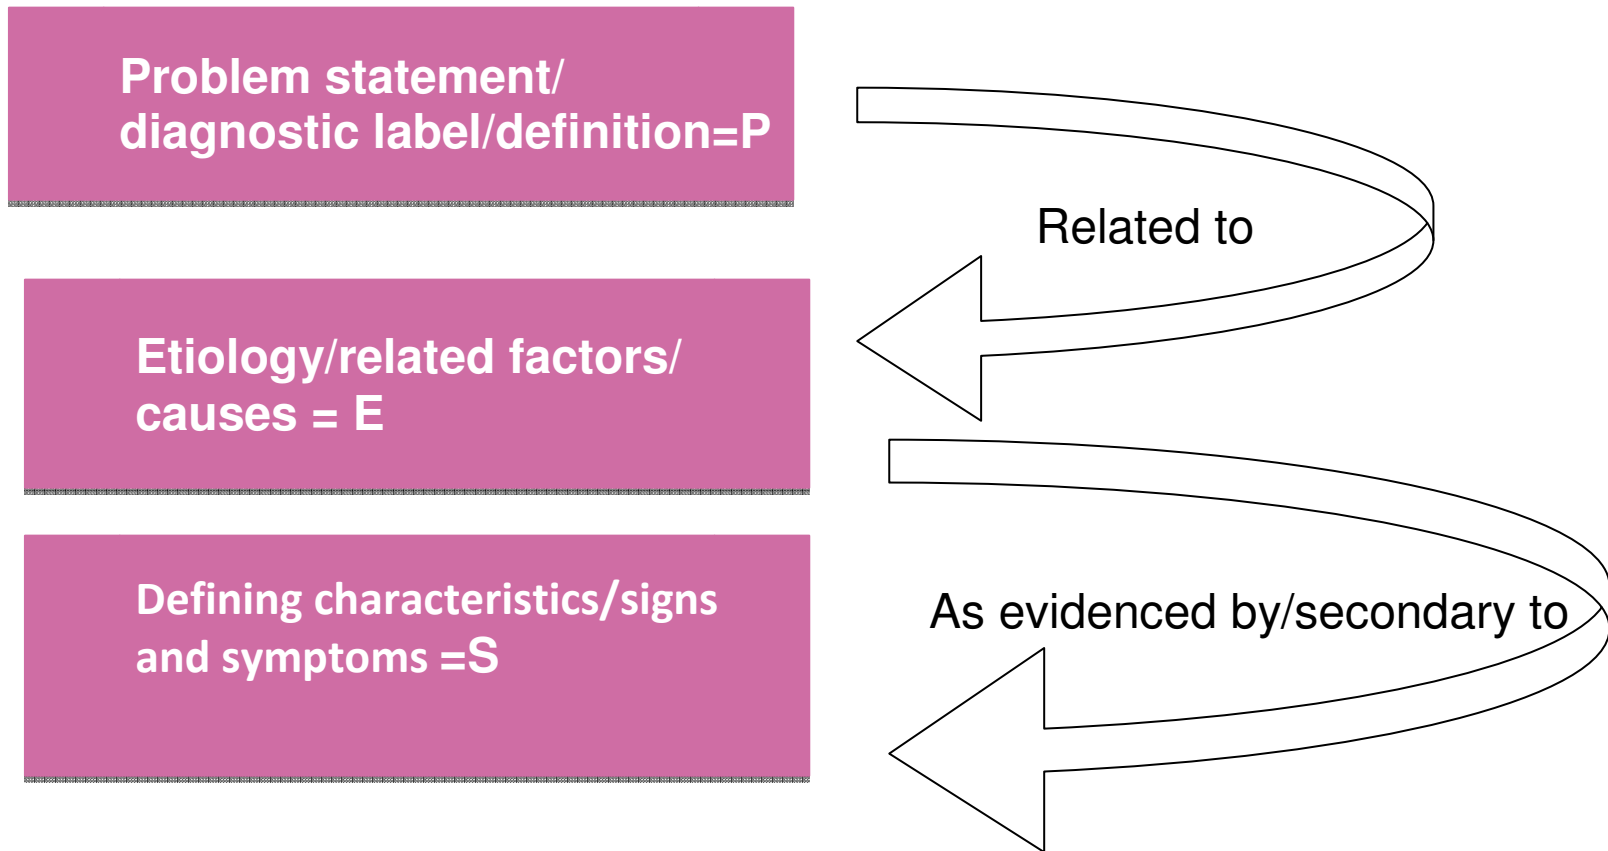 Problem statement/
diagnostic label/definition=P
Related to
Etiology/related factors/
causes = E
Defining characteristics/signs
and symptoms =S
As evidenced by/secondary to